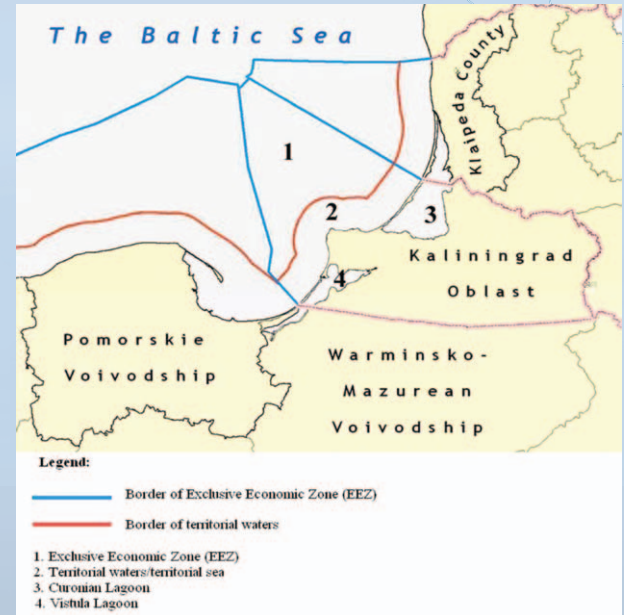 The Baltic Sea
Klaipeda County
1
2
3
Kaliningrad
Oblast
4
Pomorskie
Voivodship
Warminsko-
Mazurean
Voivodship
Legend:
Border of Exclusive Economic Zone (EEZ)
Border of territorial waters
1. Exclusive Economic Zone (EEZ)
2. Territorial waters/territorial sea
3. Curonian Lagoon
4. Vistula Lagoon